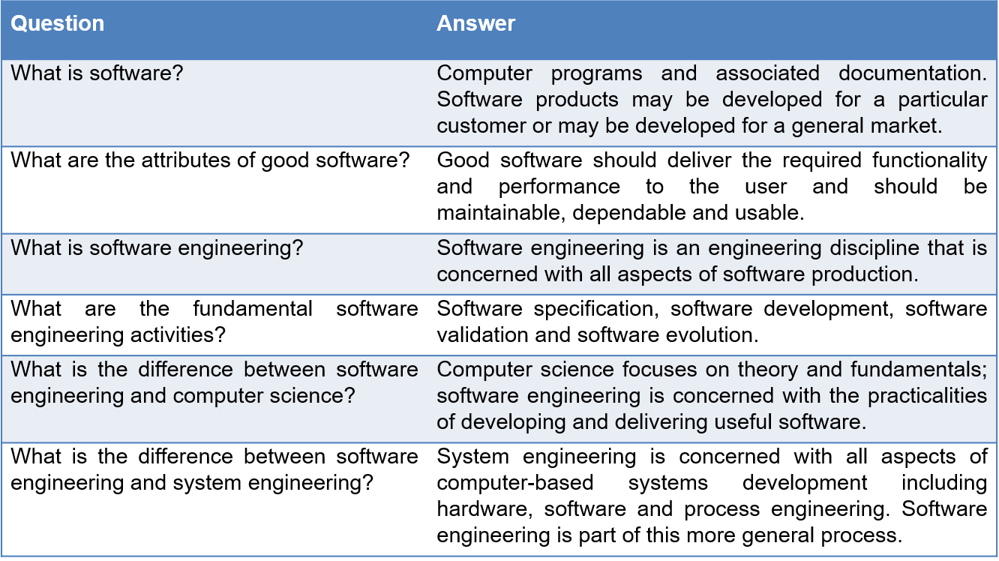 Question
Answer
What is software?
Computer programs and associated documentation.
Software products may be developed for a particular
customer or may be developed for a general market.
What are the attributes of good software?
Good software should deliver the required functionality
and performance to the user and should be
maintainable, dependable and usable.
What is software engineering?
Software engineering is an engineering discipline that is
concerned with all aspects of software production.
What are the fundamental software
engineering activities?
Software specification, software development, software
validation and software evolution.
What is the difference between software
engineering and computer science?
Computer science focuses on theory and fundamentals;
software engineering is concerned with the practicalities
of developing and delivering useful software.
What is the difference between software
engineering and system engineering?
System engineering is concerned with all aspects of
computer-based systems development including
hardware, software and process engineering. Software
engineering is part of this more general process.